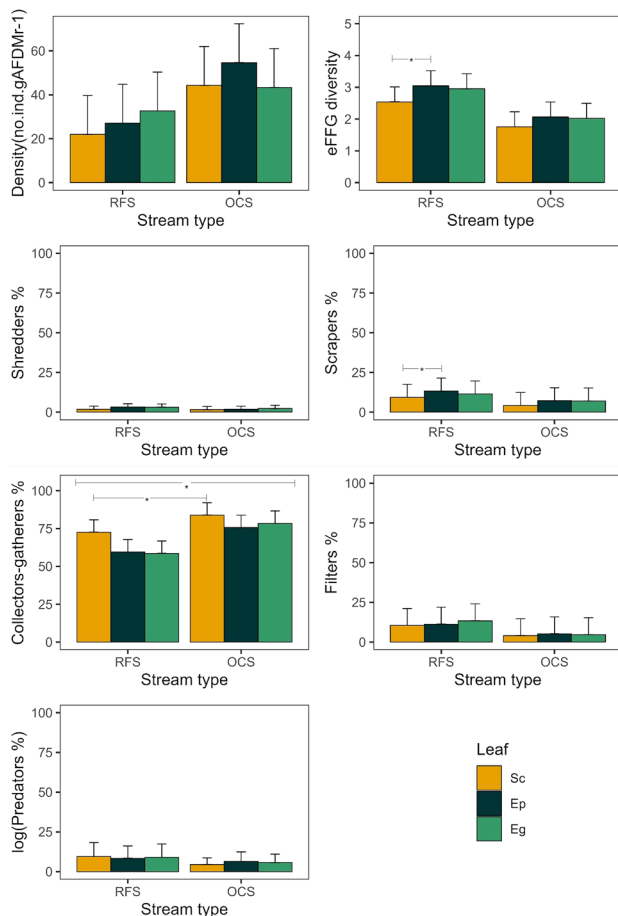 Density(no.ind.gAFDMr-1)
60
40
20
0
RFS OCS
Stream type
eFFG diversity
5
4
3
2
1
0
*
RFS OCS
Stream type
Shredders %
100
75
50
25
0
RFS OCS
Stream type
Scrapers %
100
75
50
25
0
*
RFS OCS
Stream type
Collectors-gatherers %
100
75
50
25
0
*
*
RFS OCS
Stream type
Filters %
100
75
50
25
0
RFS OCS
Stream type
log(Predators %)
100
75
50
25
0
RFS OCS
Stream type
Leaf
Sc
Ep
Eg